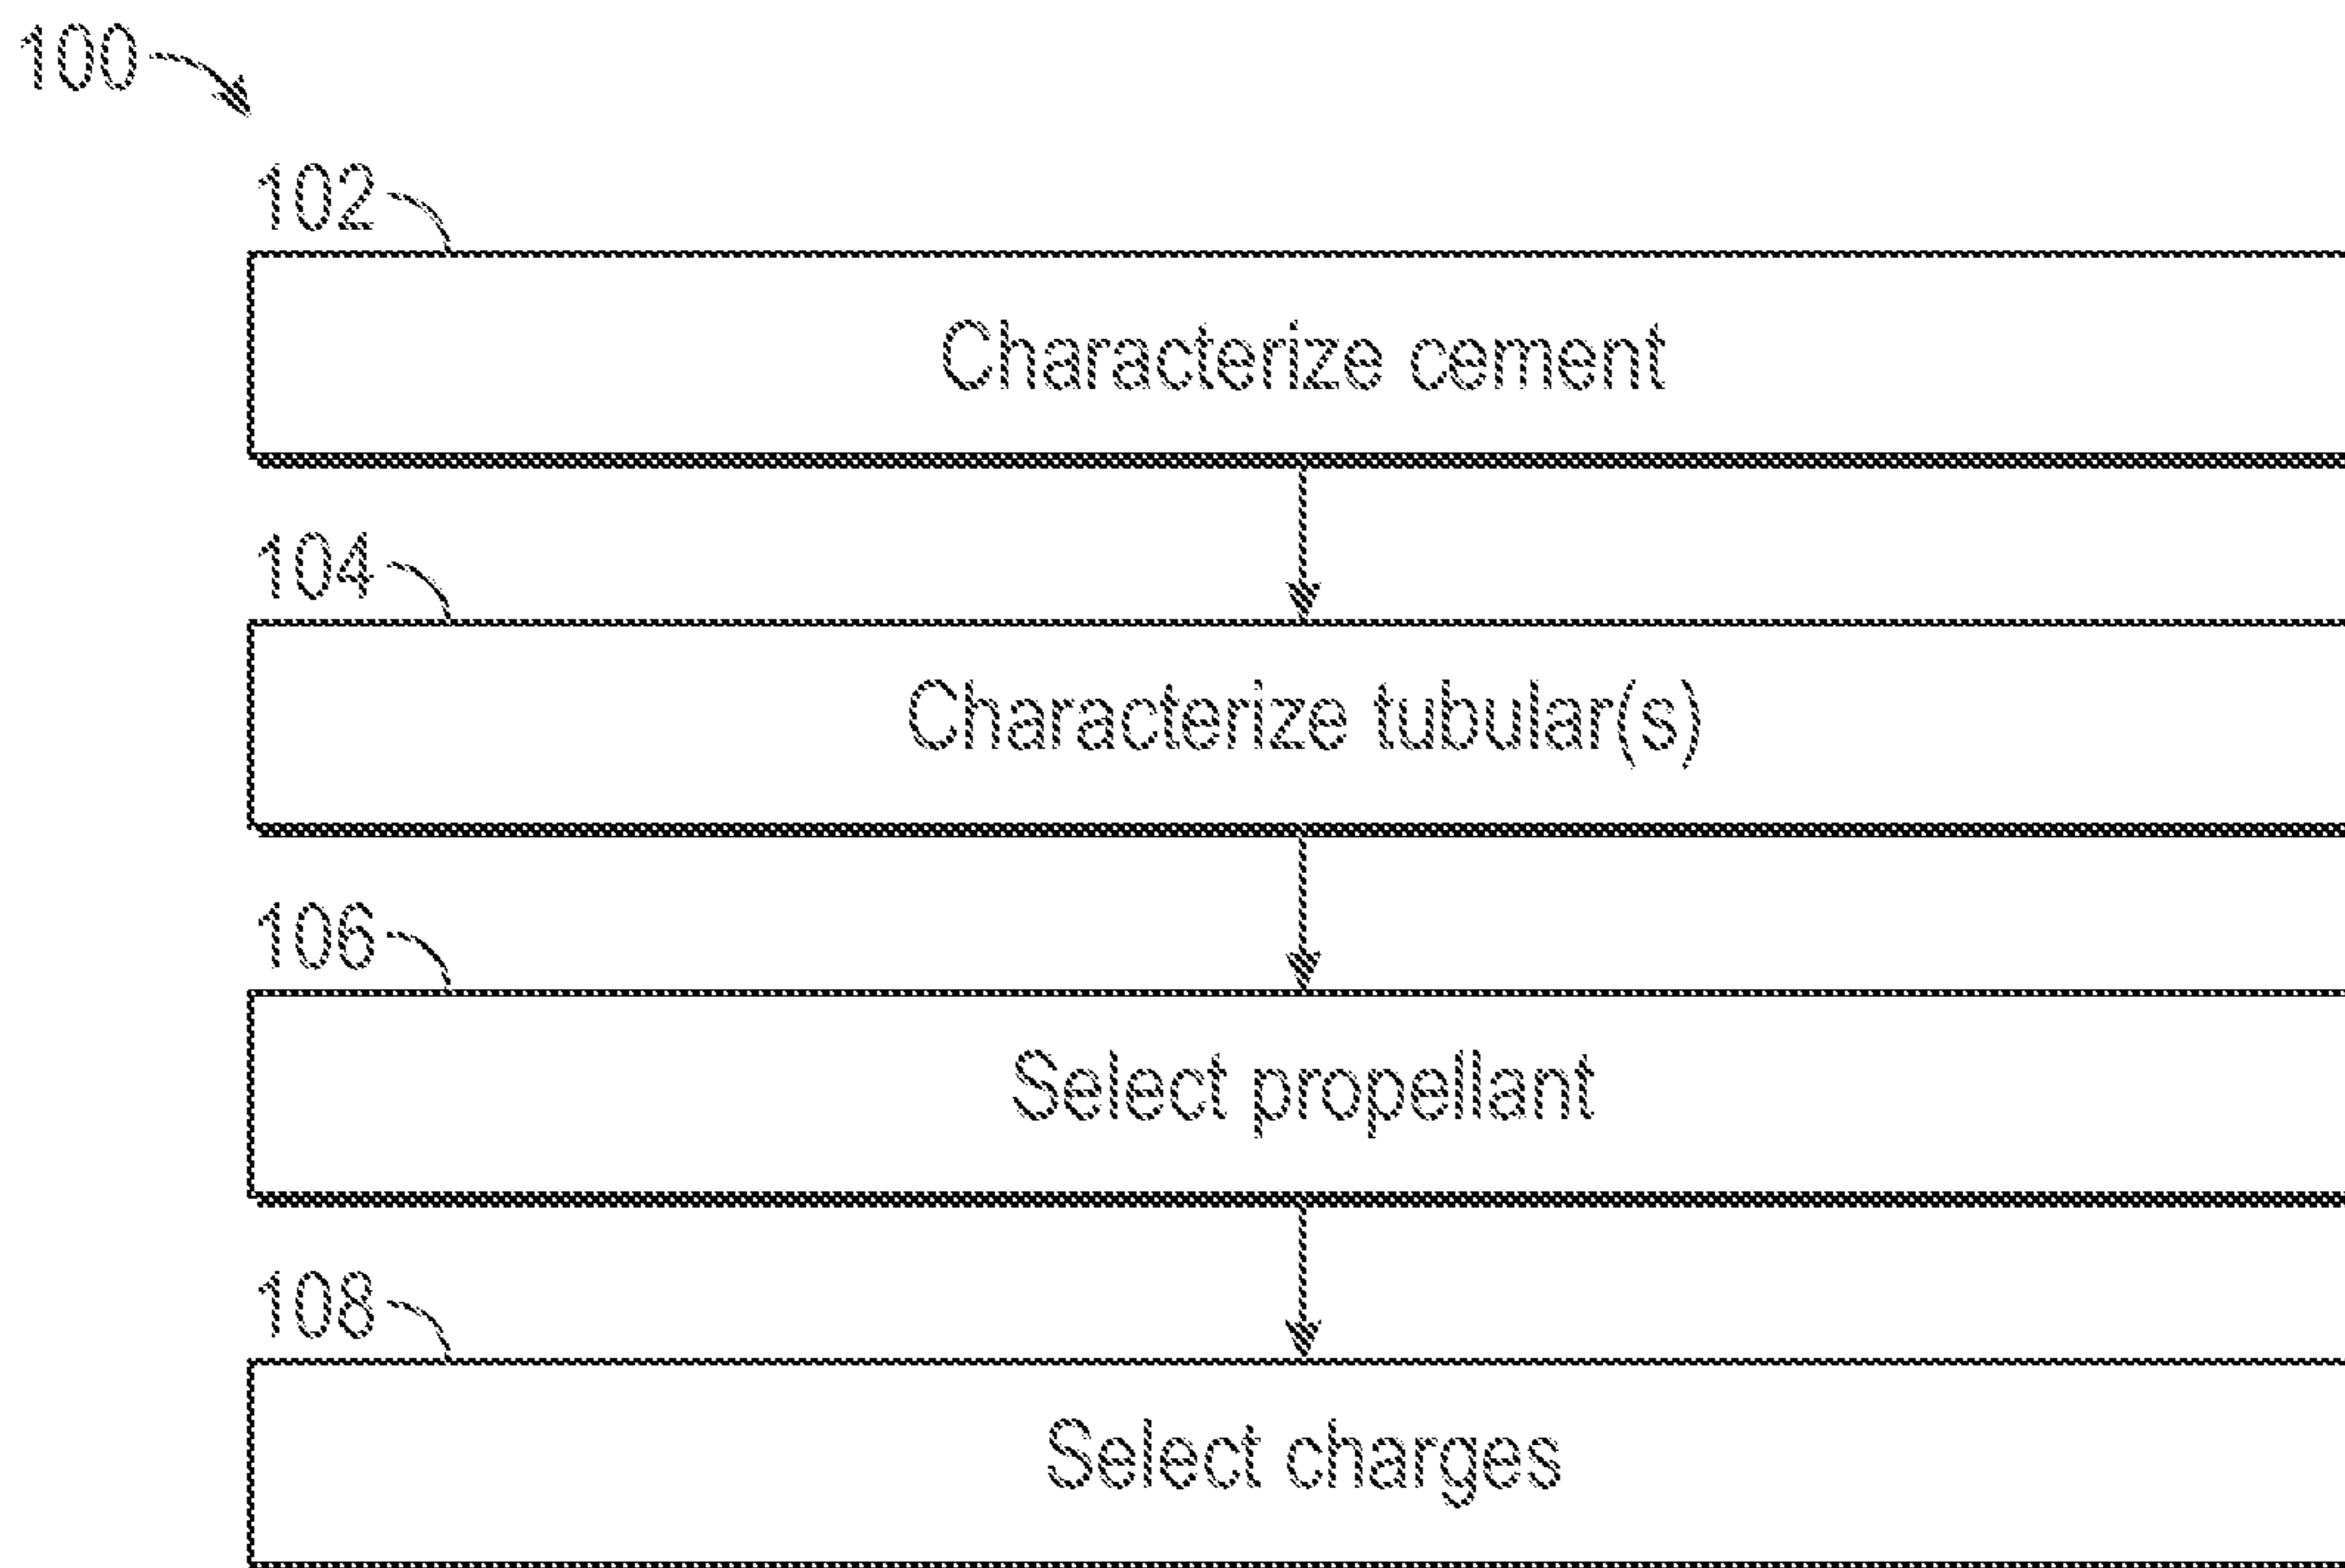 100
102
Characterize cement
104
Characterize tubular(s)
106
Select propellant
108
Select charges